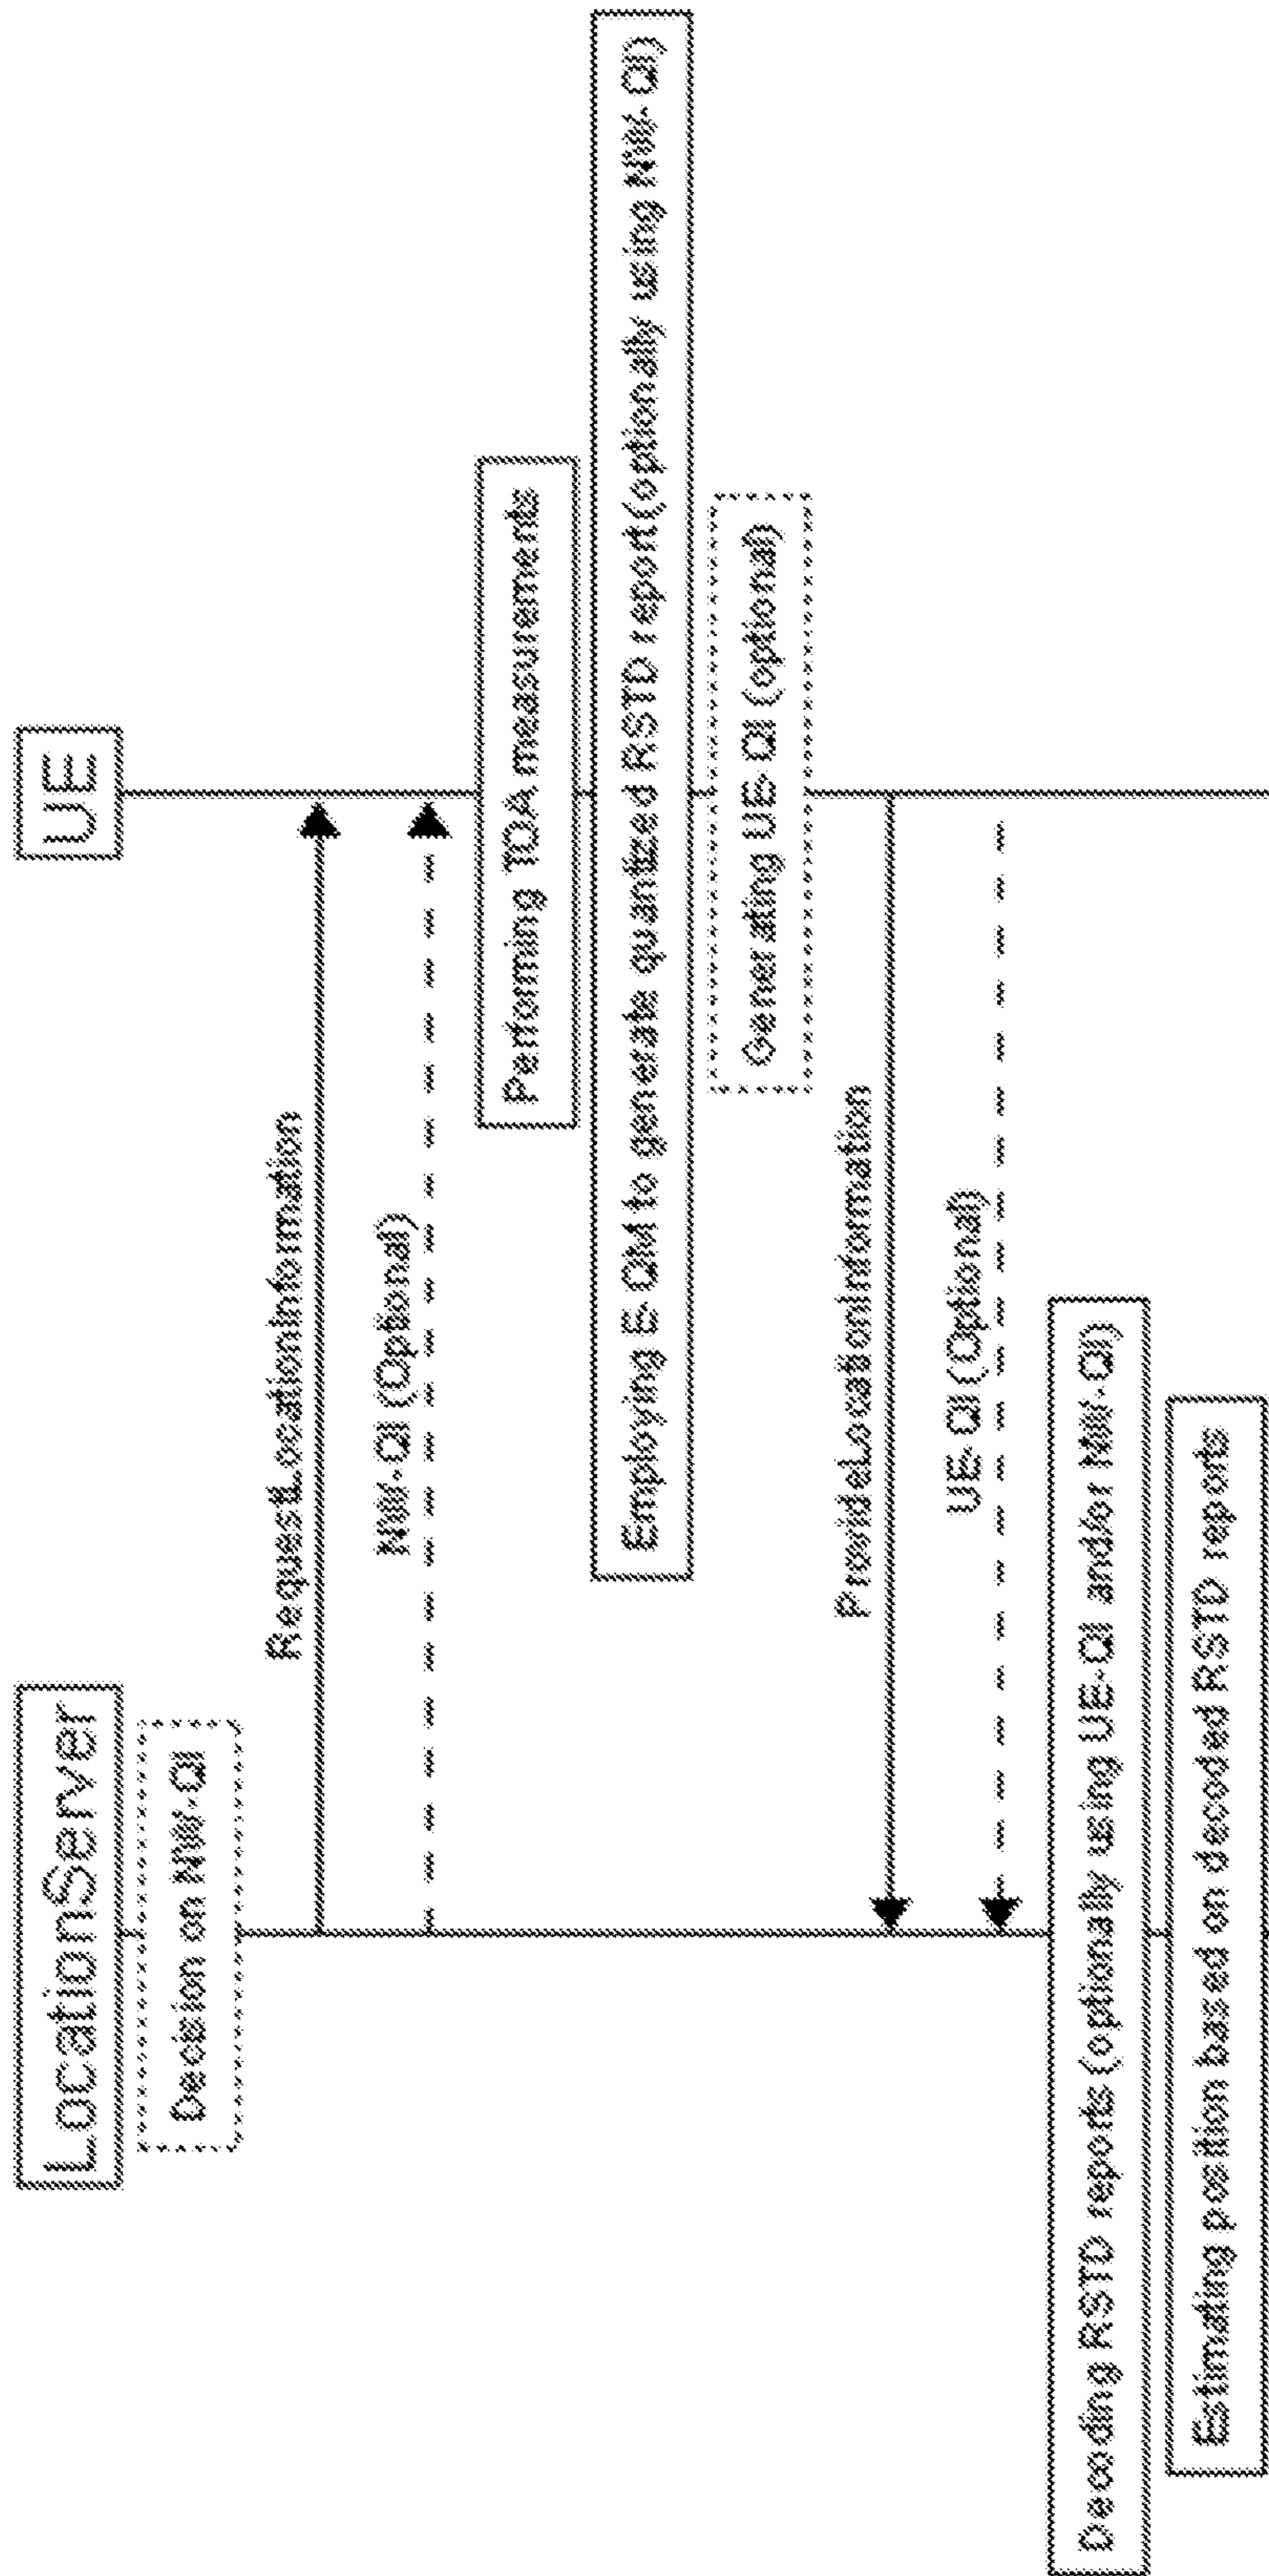 LocationServer
UE
Decision on NW-QI
RequestLocationInformation
NW-QI (Optional)
Performing TOA measurements
Employing E-QM to generate quantized RSTD report (optionally using NW-QI)
Generating UE-QI (optional)
ProvideLocationInformation
UE-QI (Optional)
Decoding RSTD reports (optionally using UE-QI and/or NW-QI)
Estimating position based on decoded RSTD reports